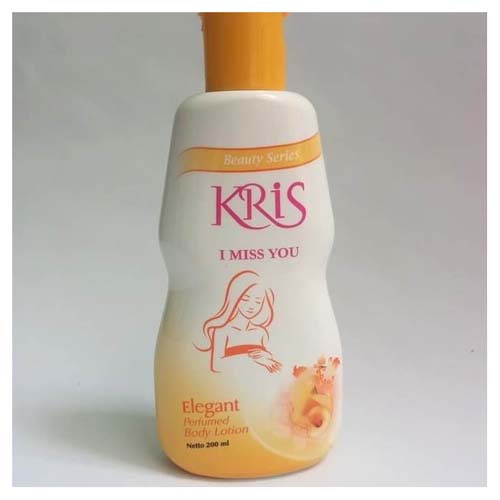 Beauty Series
KRiS
I MISS YOU
Elegant
Perfumed
Body Lotion
Netto 200 ml